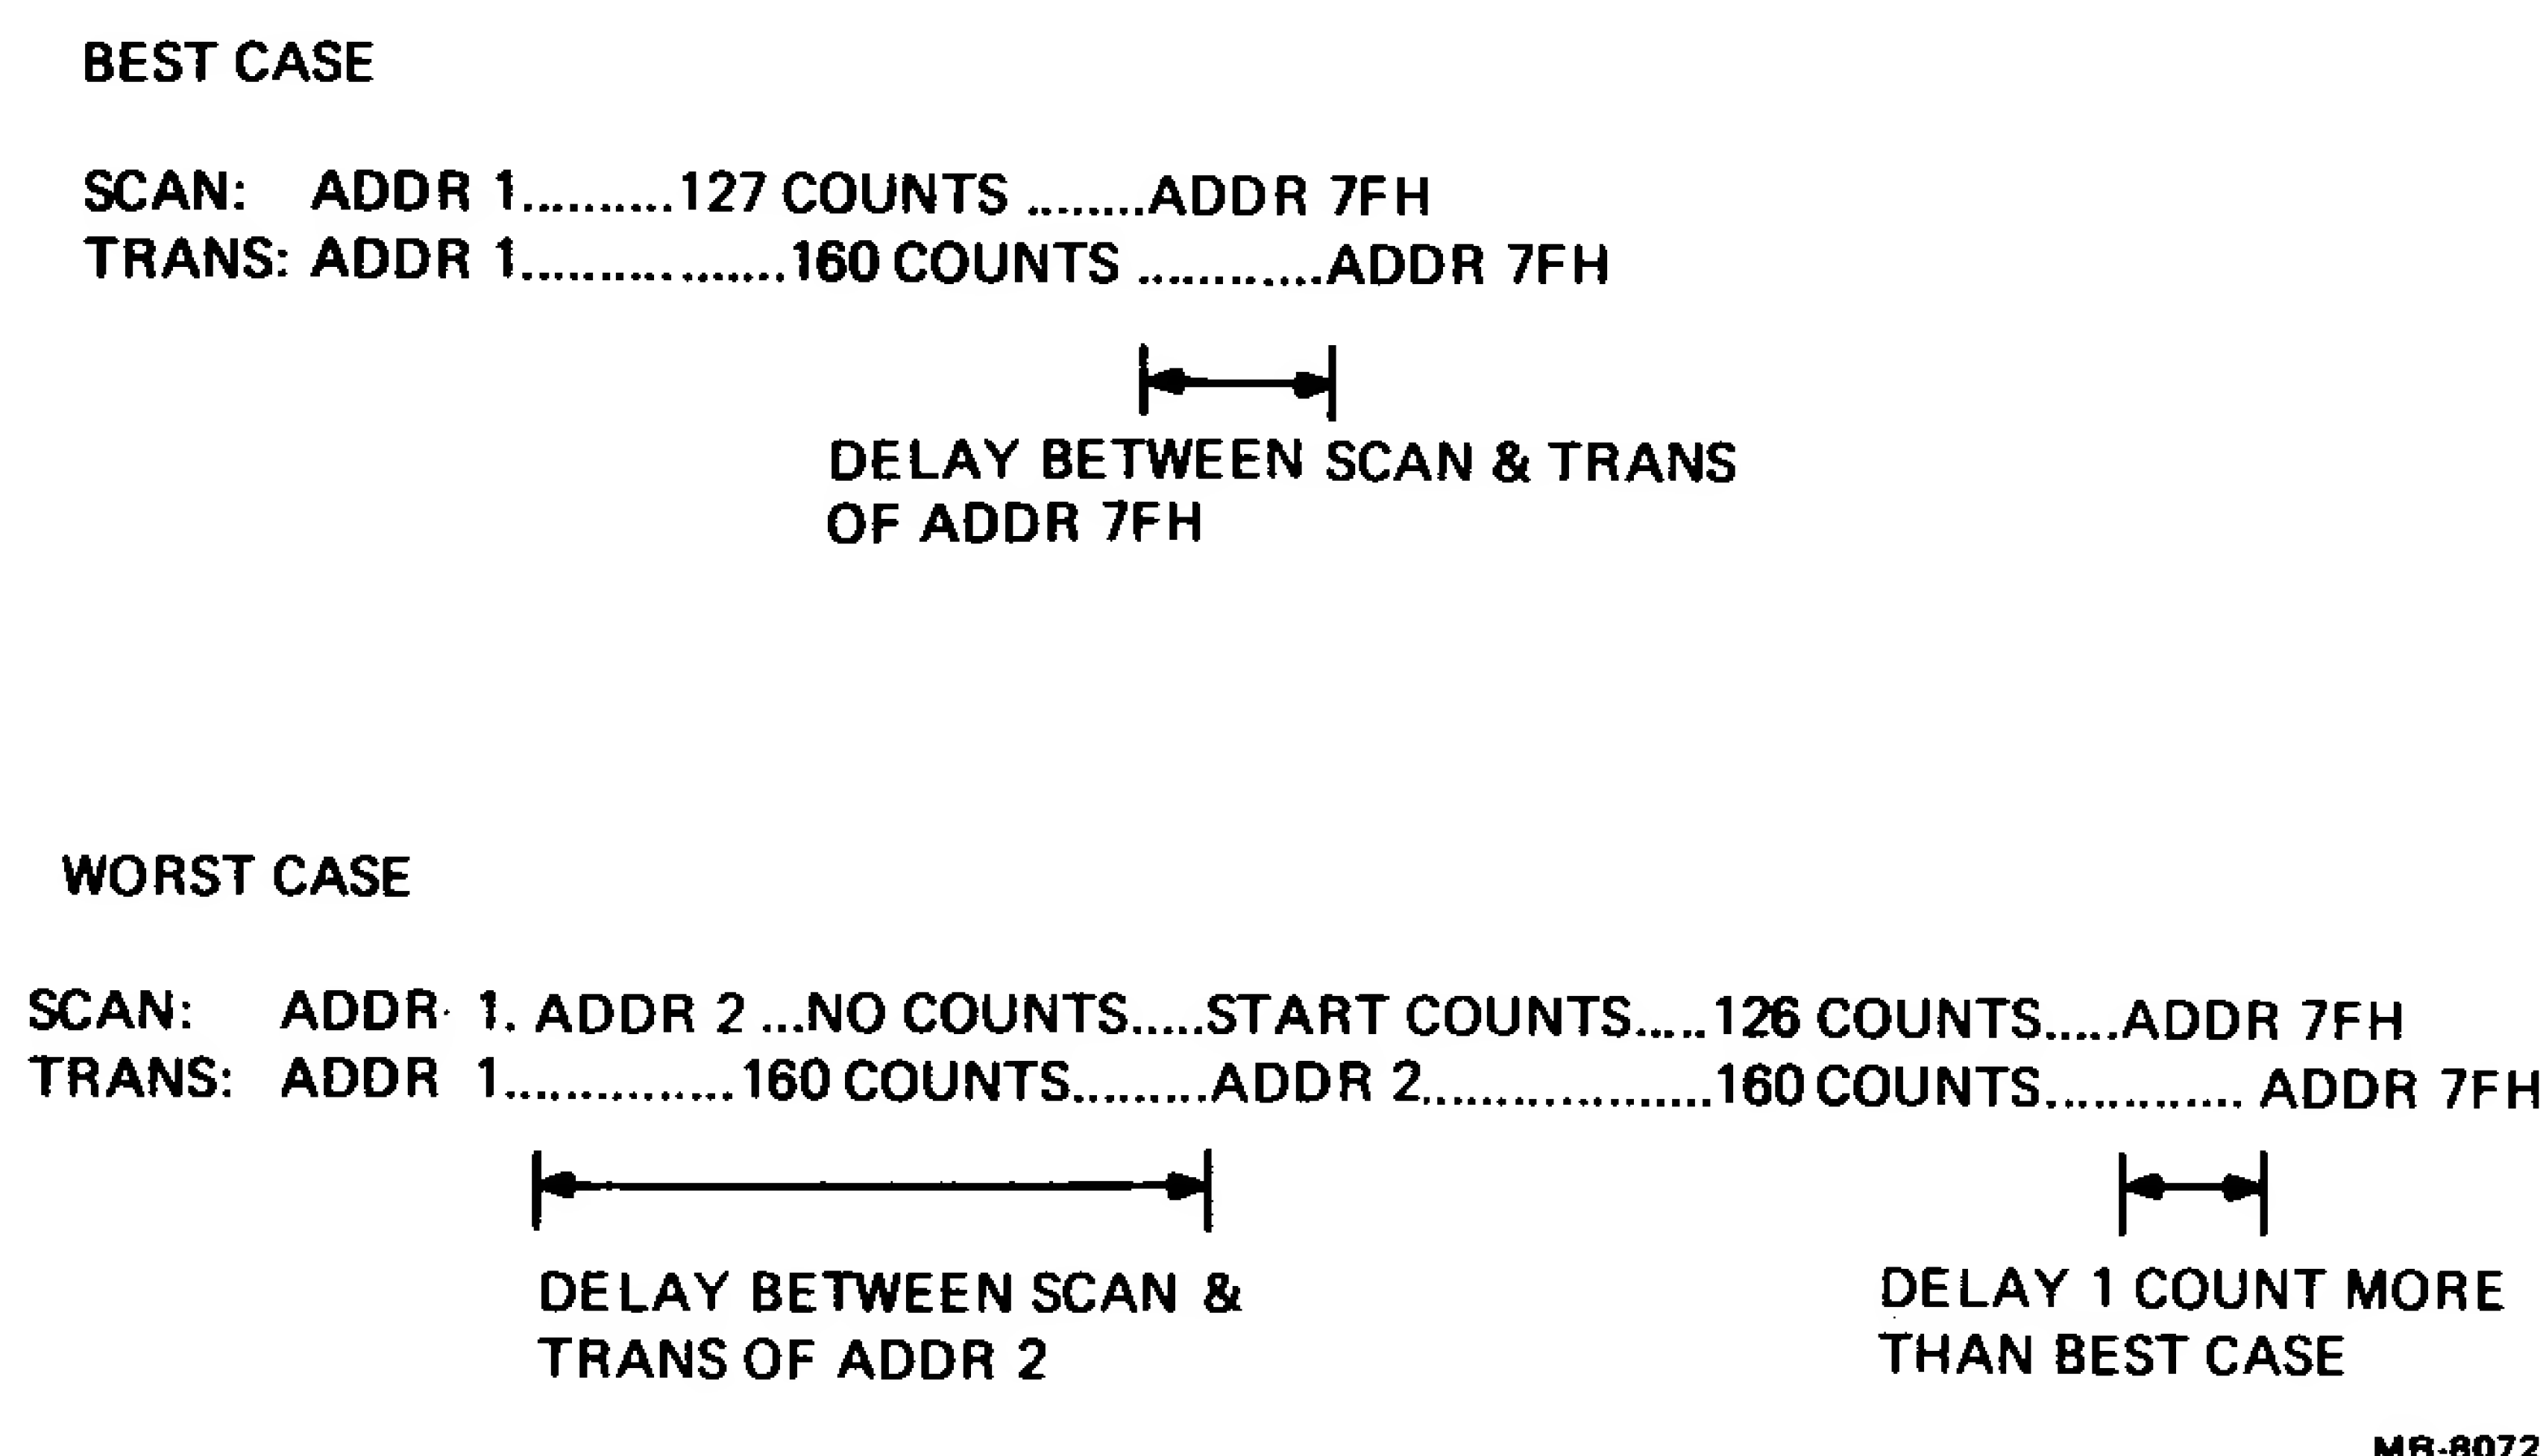 BEST CASE
SCAN: ADDR 1..........127 COUNTS ........ADDR 7FH
TRANS: ADDR 1.................160 COUNTS ............ADDR 7FH
DELAY BETWEEN SCAN & TRANS
OF ADDR 7FH
WORST CASE
SCAN: ADDR 1. ADDR 2 ...NO COUNTS.....START COUNTS.....126 COUNTS.....ADDR 7FH
TRANS: ADDR 1...............160 COUNTS.........ADDR 2...................160 COUNTS............. ADDR 7FH
DELAY BETWEEN SCAN &
TRANS OF ADDR 2
DELAY 1 COUNT MORE
THAN BEST CASE